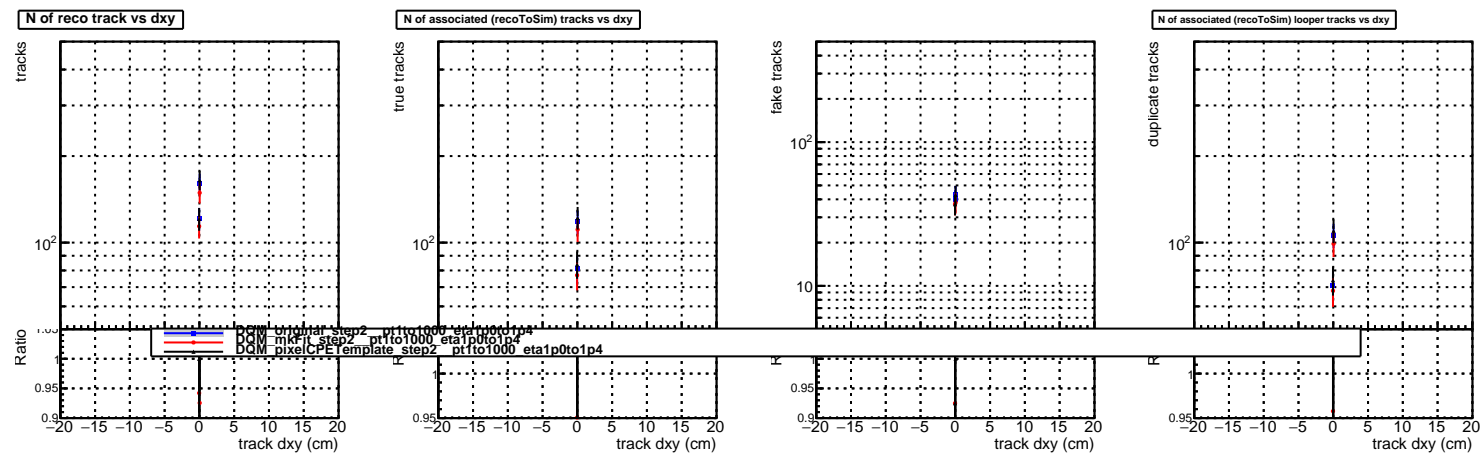 N of reco track vs dxy
N of associated (recoToSim) tracks vs dxy
N of associated (recoToSim) looper tracks vs dxy
tracks
true tracks
fake tracks
duplicate tracks
10²
10²
10²
10
10²
DQM_original_step2__pt1to1000_eta1p0to1p4
DQM_mkFit_step2__pt1to1000_eta1p0to1p4
DQM_pixelCPETemplate_step2__pt1to1000_eta1p0to1p4
Ratio
1.05
1
0.95
0.9
1
0.95
1
0.95
0.9
1
0.95
−20 −15 −10 −5 0 5 10 15 20
−20 −15 −10 −5 0 5 10 15 20
−20 −15 −10 −5 0 5 10 15 20
−20 −15 −10 −5 0 5 10 15 20
track dxy (cm)
track dxy (cm)
track dxy (cm)
track dxy (cm)